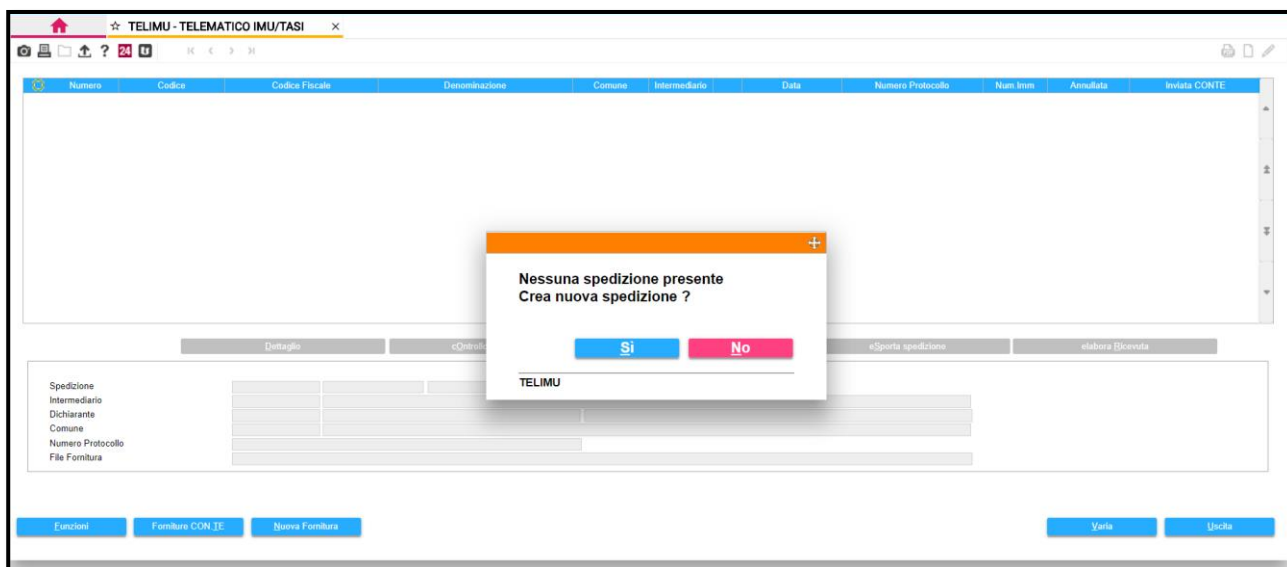 TELIMU - TELEMATICO IMU/TASI
? 24
Numero Codice Codice Fiscale Denominazione Comune Intermediario Data Numero Protocollo Num.Imm Annullata Inviata CONTE
Nessuna spedizione presente
Crea nuova spedizione ?
Sì No
TELIMU
Dettaglio cOntrollo eSporta spedizione elabora Ricevuta
Spedizione
Intermediario
Dichiarante
Comune
Numero Protocollo
File Fornitura
Funzioni Forniture CON.TE Nuova Fornitura Varia Uscita